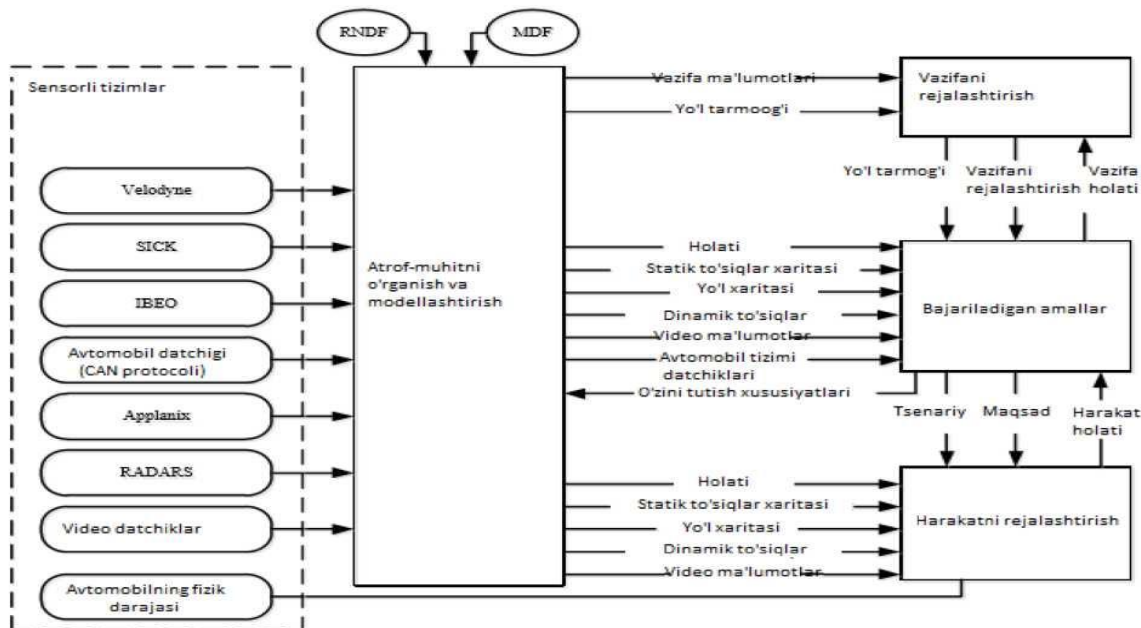 RNDF
MDF
Sensorli tizimlar
Velodyne
SICK
IBEO
Avtomobil datchigi
(CAN protocoli)
Applanix
RADARS
Video datchiklar
Avtomobilning fizik
darajasi
Atrof-muhitni
o'rganish va
modellashtirish
Vazifa ma'lumotlari
Yo'l tarmoog'i
Vazifani
rejalashtirish
Yo'l tarmog'i
Vazifani
rejalashtirish
Vazifa
holati
Holati
Statik to'siqlar xaritasi
Yo'l xaritasi
Dinamik to'siqlar
Video ma'lumotlar
Avtomobil tizimi
datchiklari
O'zini tutish xususiyatlari
Bajariladigan amallar
Tsenariy
Maqsad
Harakat
holati
Holati
Statik to'siqlar xaritasi
Yo'l xaritasi
Dinamik to'siqlar
Video ma'lumotlar
Harakatni rejalashtirish